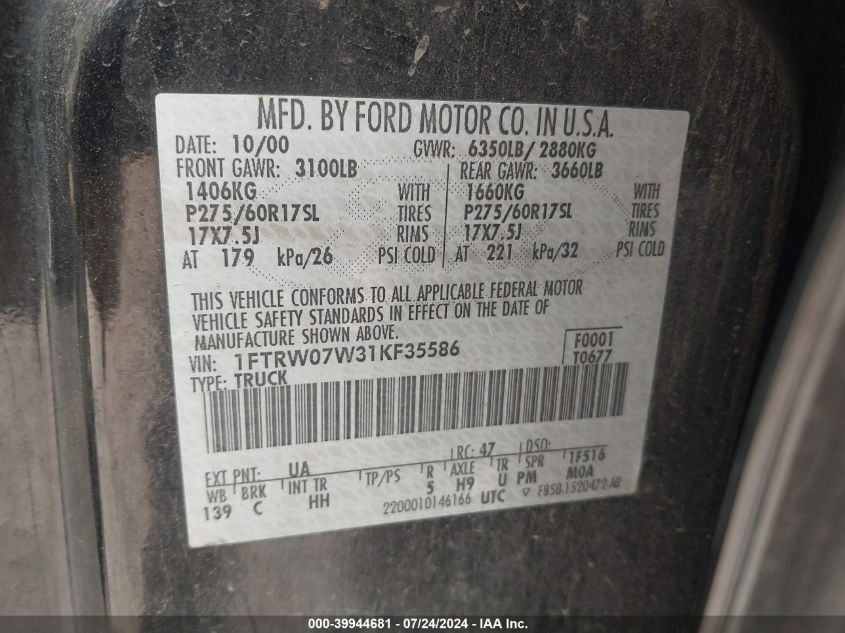 MFD. BY FORD MOTOR CO. IN U.S.A.
DATE: 10/00 GVWR: 6350LB/ 2880KG
FRONT GAWR: 3100LB REAR GAWR: 3660LB
1406KG WITH 1660KG WITH
P275/60R17SL TIRES P275/60R17SL TIRES
17X7.5J RIMS 17X7.5J RIMS
AT 179 kPa/26 PSI COLD AT 221 kPa/32 PSI COLD
THIS VEHICLE CONFORMS TO ALL APPLICABLE FEDERAL MOTOR
VEHICLE SAFETY STANDARDS IN EFFECT ON THE DATE OF
MANUFACTURE SHOWN ABOVE.
VIN: 1FTRW07W31KF35586 F0001
TYPE: TRUCK T0677
EXT PNT: UA RC: 47 DSO:
WB BRK INT TR TP/PS R AXLE TR SPR 1F516
139 C HH 5 H9 U PM M0A
2200010146166 UTC ▽ F85B-1520472-AB
000-39944681 / 07/24/2024 - IAA Inc.